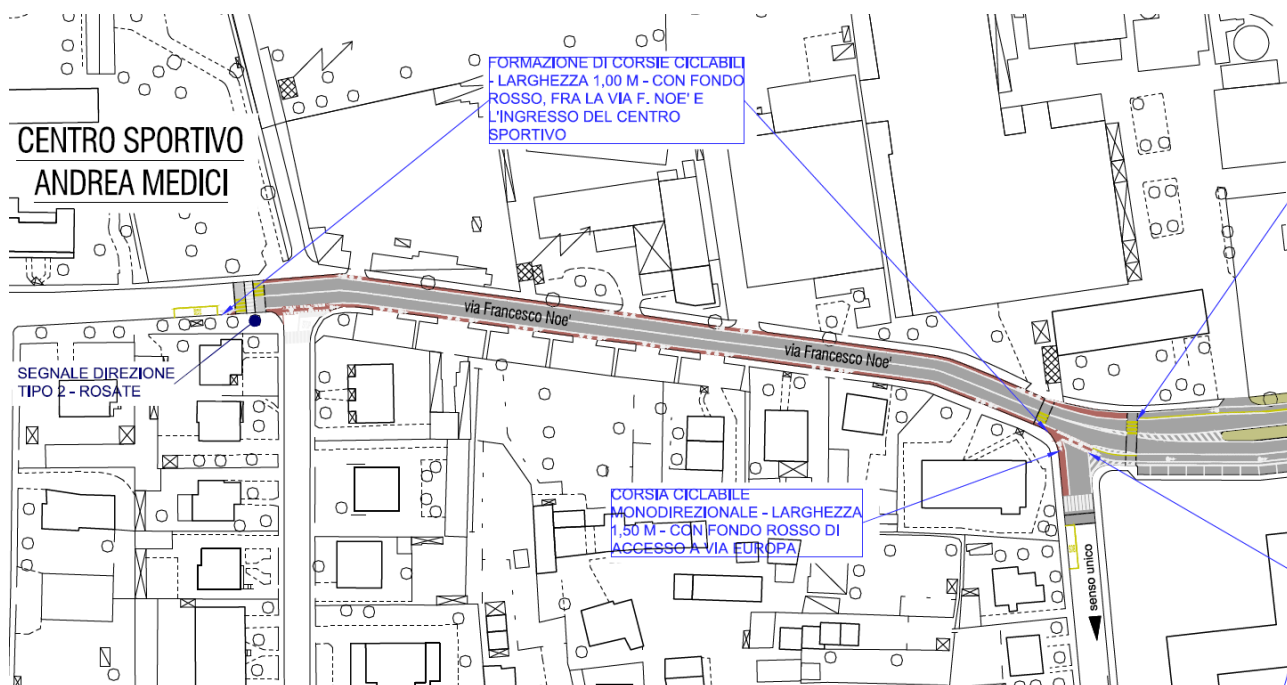 FORMAZIONE DI CORSIE CICLABILI
- LARGHEZZA 1,00 M - CON FONDO
ROSSO, FRA LA VIA F. NOE' E
L'INGRESSO DEL CENTRO
SPORTIVO
CENTRO SPORTIVO
ANDREA MEDICI
via Francesco Noe'
via Francesco Noe'
SEGNALE DIREZIONE
TIPO 2 - ROSATE
CORSIA CICLABILE
MONODIREZIONALE - LARGHEZZA
1,50 M - CON FONDO ROSSO DI
ACCESSO A VIA EUROPA
senso unico